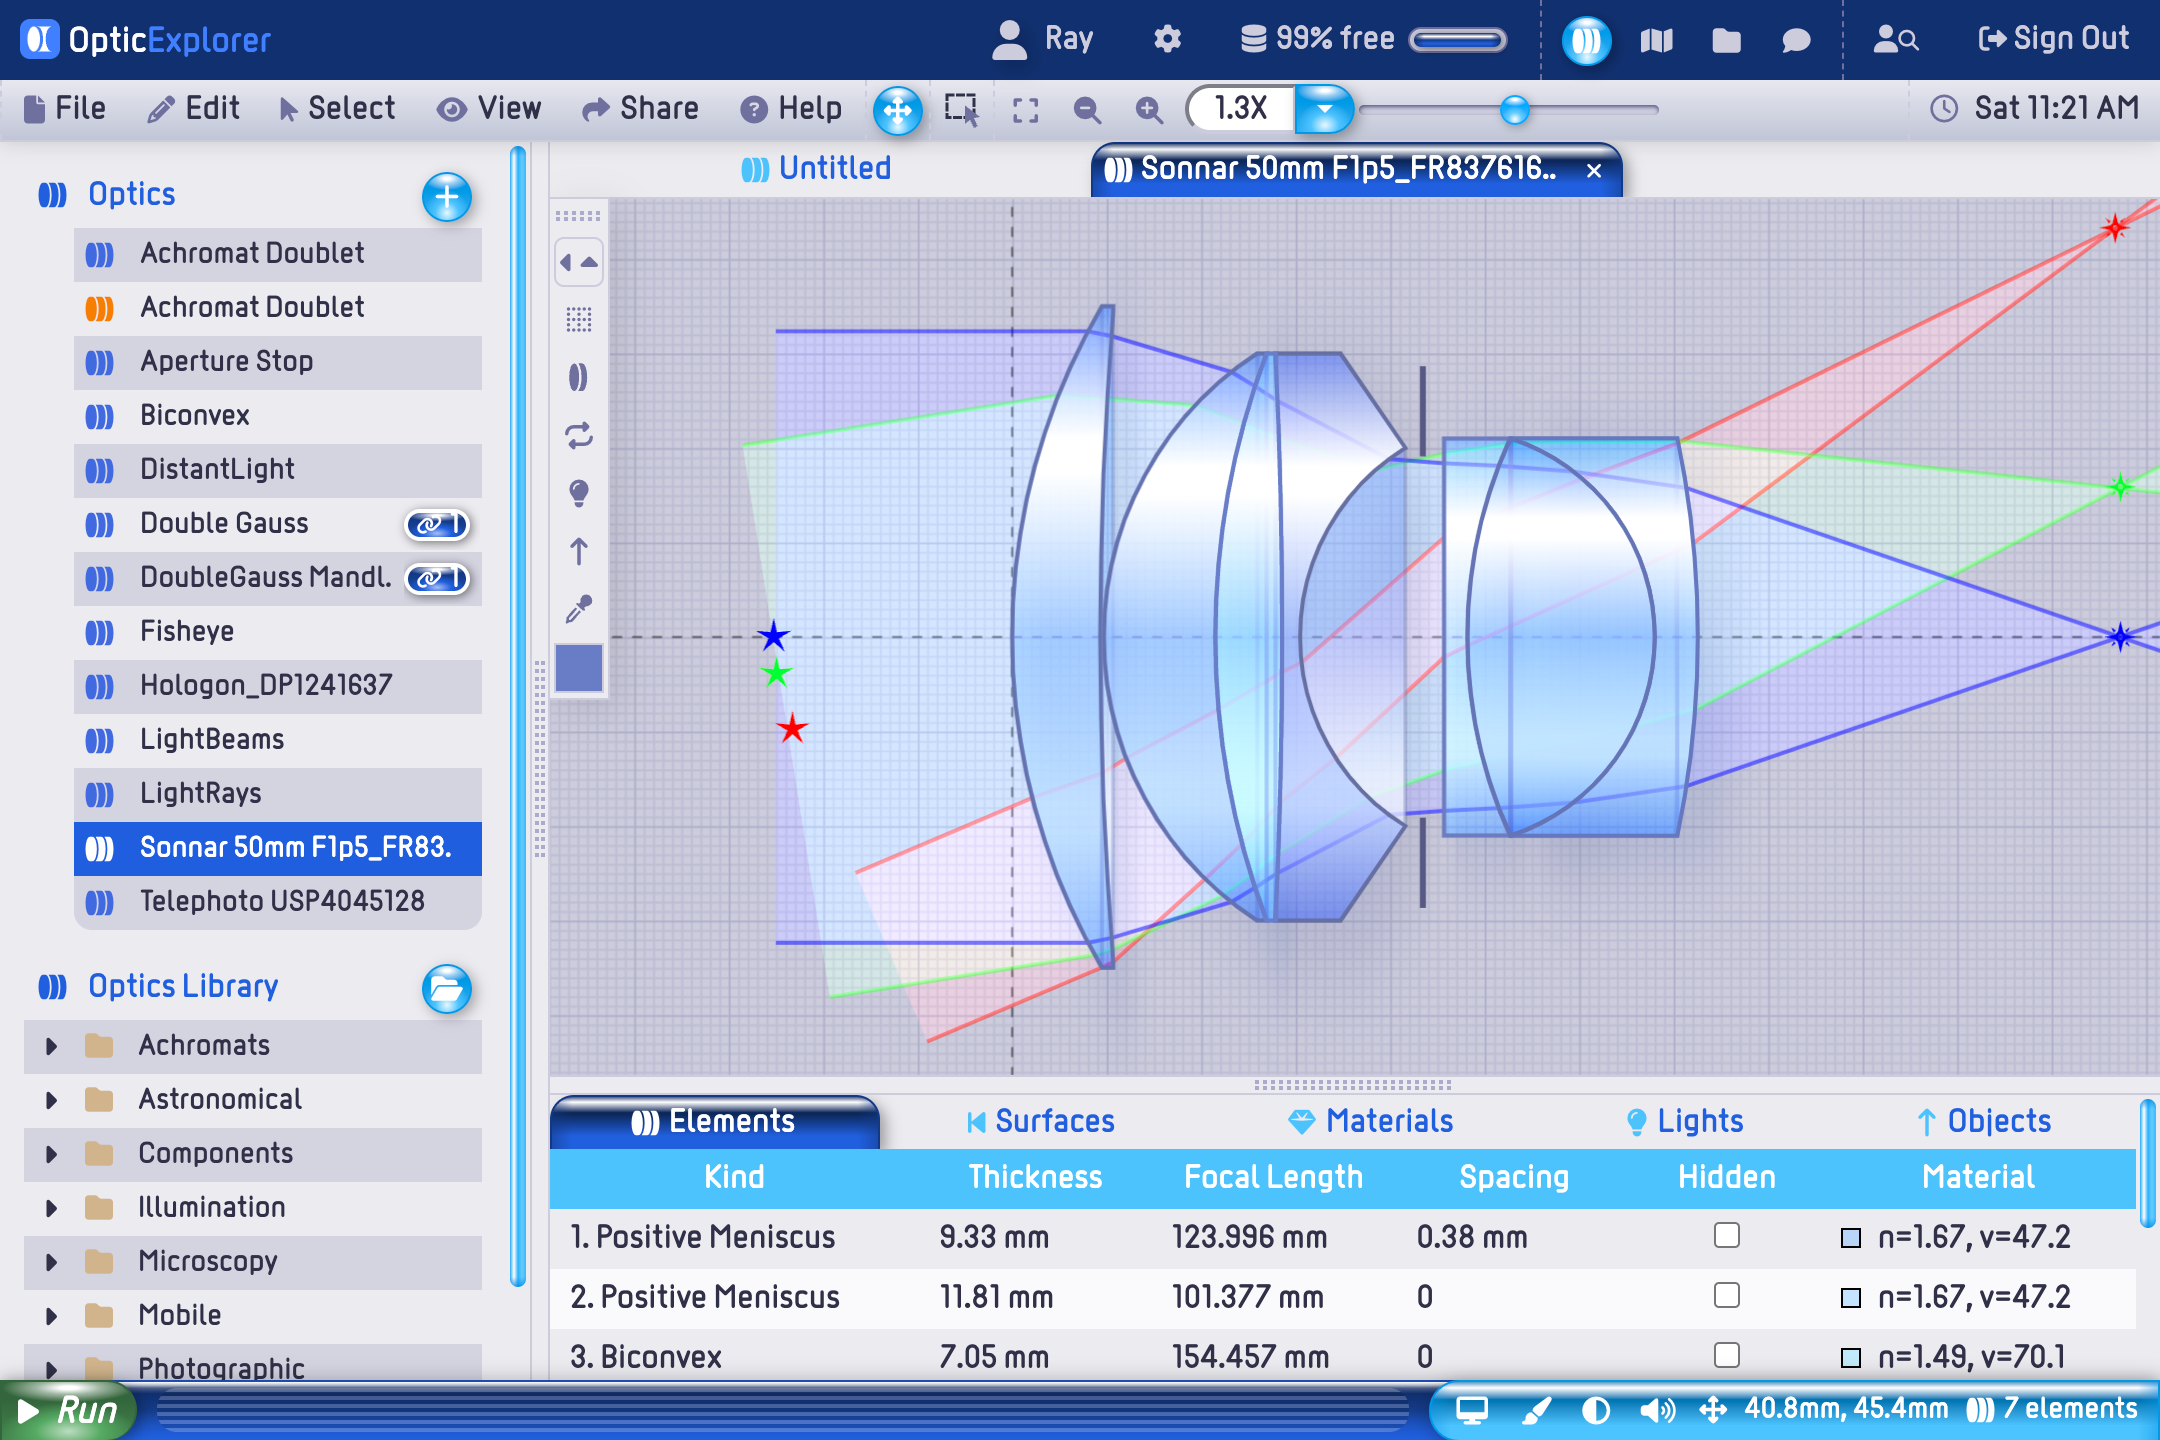 OpticExplorer
Ray
99% free
Sign Out
File
Edit
Select
View
Share
Help
1.3X
Sat 11:21 AM
Optics
Achromat Doublet
Achromat Doublet
Aperture Stop
Biconvex
DistantLight
Double Gauss
1
DoubleGauss Mandl.
1
Fisheye
Hologon_DP1241637
LightBeams
LightRays
Sonnar 50mm F1p5_FR83.
Telephoto USP4045128
Optics Library
Achromats
Astronomical
Components
Illumination
Microscopy
Mobile
Photographic
Untitled
Sonnar 50mm F1p5_FR837616..
Elements
Surfaces
Materials
Lights
Objects
Kind Thickness Focal Length Spacing Hidden Material
1. Positive Meniscus 9.33 mm 123.996 mm 0.38 mm n=1.67, v=47.2
2. Positive Meniscus 11.81 mm 101.377 mm 0 n=1.67, v=47.2
3. Biconvex 7.05 mm 154.457 mm 0 n=1.49, v=70.1
Run
40.8mm, 45.4mm
7 elements